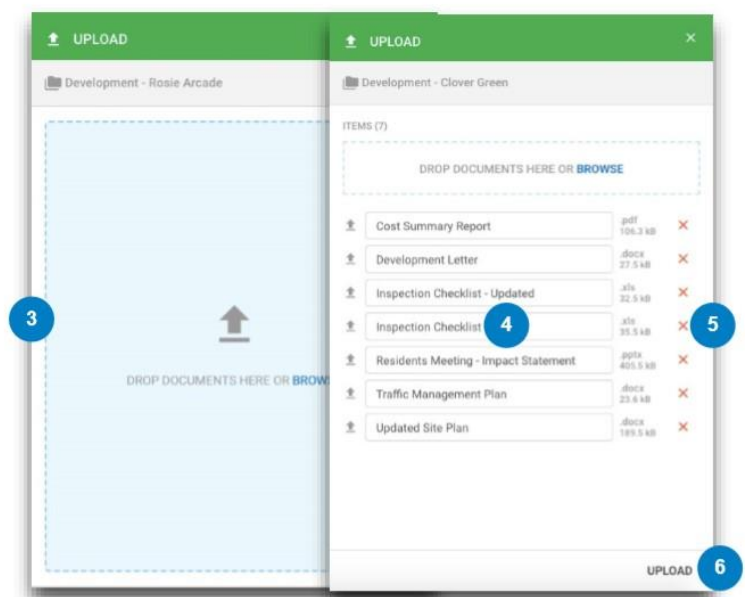 UPLOAD
Development - Rosie Arcade
3
DROP DOCUMENTS HERE OR BROW
UPLOAD ×
Development - Clover Green
ITEMS (7)
DROP DOCUMENTS HERE OR BROWSE
Cost Summary Report .pdf
106.3 kB
Development Letter .docx
27.5 kB
Inspection Checklist - Updated .xls
32.5 kB
Inspection Checklist 4 .xls
35.5 kB 5
Residents Meeting - Impact Statement .pptx
405.5 kB
Traffic Management Plan .docx
23.6 kB
Updated Site Plan .docx
189.5 kB
UPLOAD 6